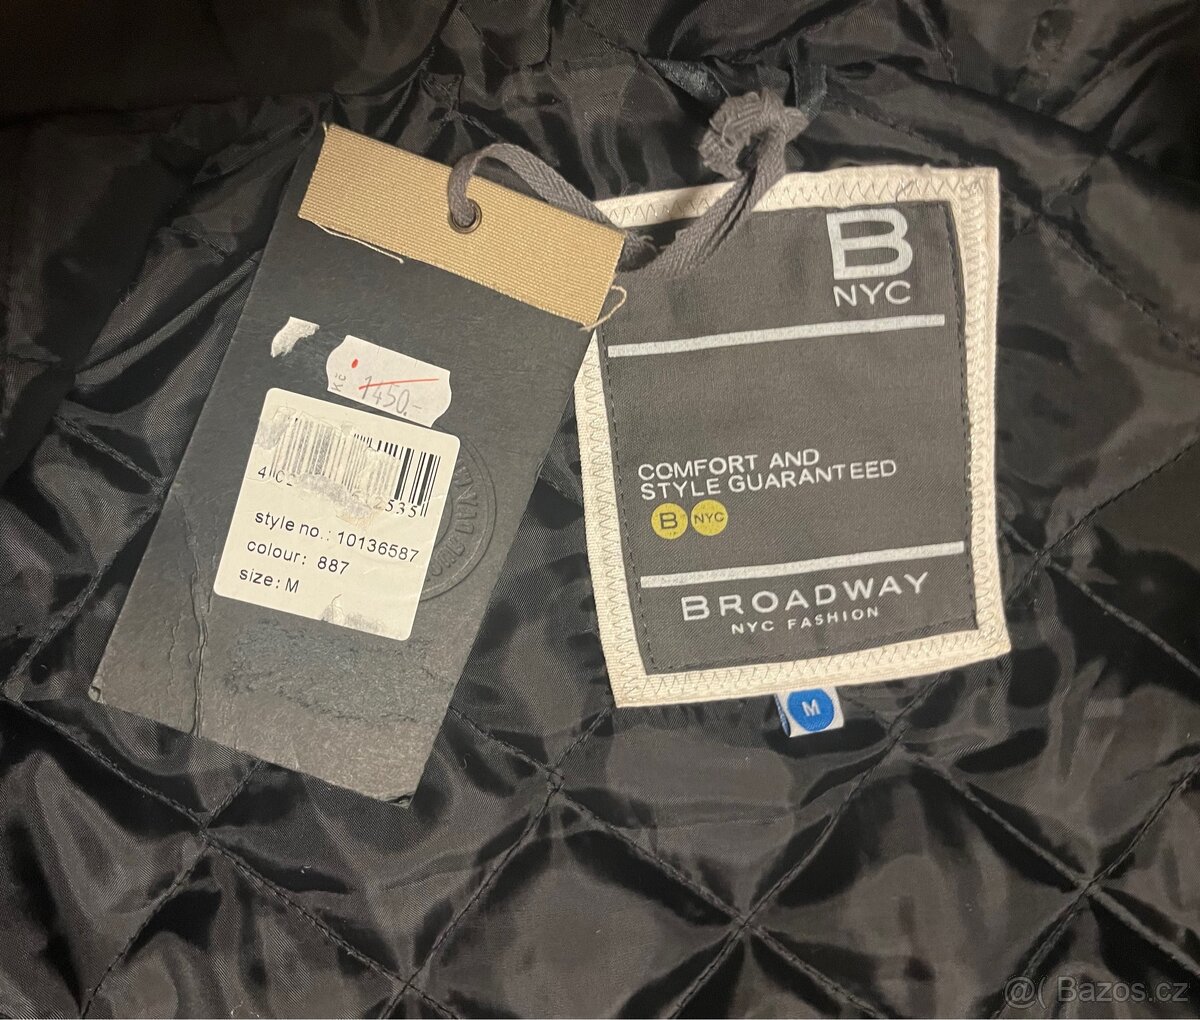 Kč
1450,-
2535
style no.: 10136587
colour: 887
size: M
B
NYC
COMFORT AND
STYLE GUARANTEED
B NYC
BROADWAY
NYC FASHION
M
@( Bazos.cz